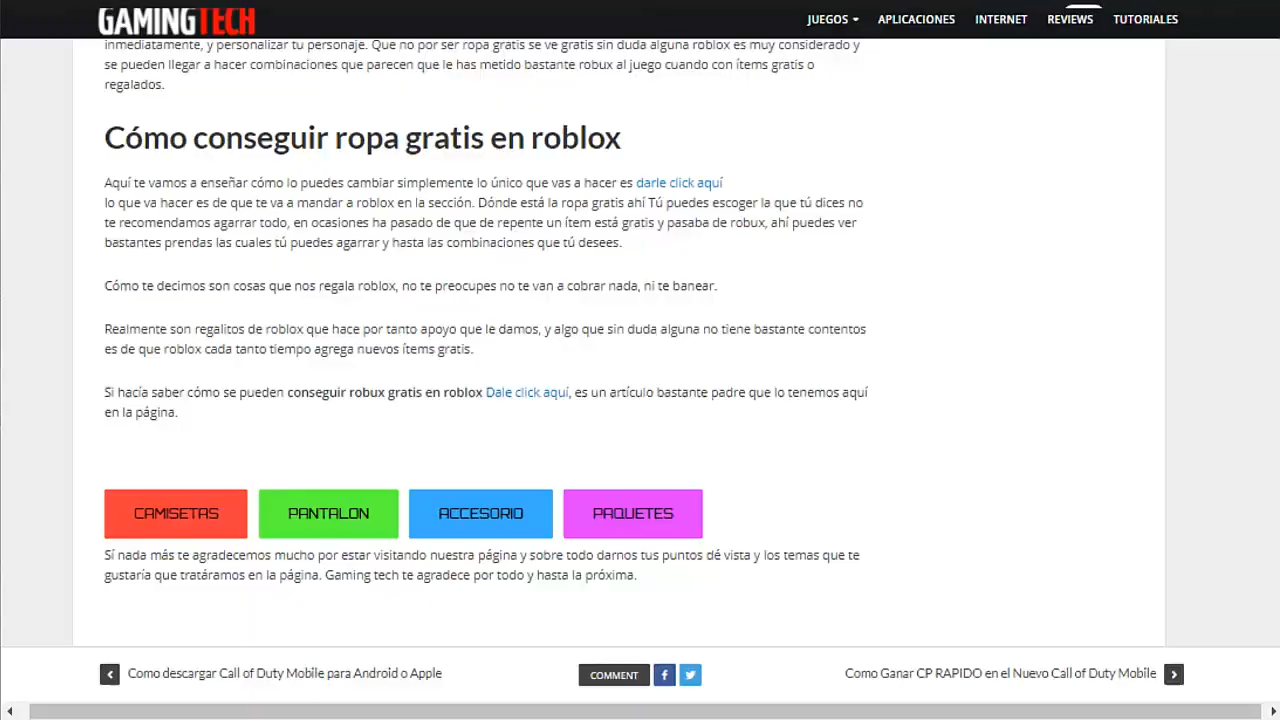 GAMINGTECH
JUEGOS APLICACIONES INTERNET REVIEWS TUTORIALES
inmediatamente, y personalizar tu personaje. Que no por ser ropa gratis se ve gratis sin duda alguna roblox es muy considerado y
se pueden llegar a hacer combinaciones que parecen que le has metido bastante robux al juego cuando con ítems gratis o
regalados.
Cómo conseguir ropa gratis en roblox
Aquí te vamos a enseñar cómo lo puedes cambiar simplemente lo único que vas a hacer es darle click aquí
lo que va hacer es de que te va a mandar a roblox en la sección. Dónde está la ropa gratis ahí Tú puedes escoger la que tú dices no
te recomendamos agarrar todo, en ocasiones ha pasado de que de repente un ítem está gratis y pasaba de robux, ahí puedes ver
bastantes prendas las cuales tú puedes agarrar y hasta las combinaciones que tú desees.
Cómo te decimos son cosas que nos regala roblox, no te preocupes no te van a cobrar nada, ni te banear.
Realmente son regalitos de roblox que hace por tanto apoyo que le damos, y algo que sin duda alguna no tiene bastante contentos
es de que roblox cada tanto tiempo agrega nuevos ítems gratis.
Si hacía saber cómo se pueden conseguir robux gratis en roblox Dale click aquí, es un artículo bastante padre que lo tenemos aquí
en la página.
CAMISETAS PANTALON ACCESORIO PAQUETES
Sí nada más te agradecemos mucho por estar visitando nuestra página y sobre todo darnos tus puntos dé vista y los temas que te
gustaría que tratáramos en la página. Gaming tech te agradece por todo y hasta la próxima.
Como descargar Call of Duty Mobile para Android o Apple
COMMENT
Como Ganar CP RAPIDO en el Nuevo Call of Duty Mobile